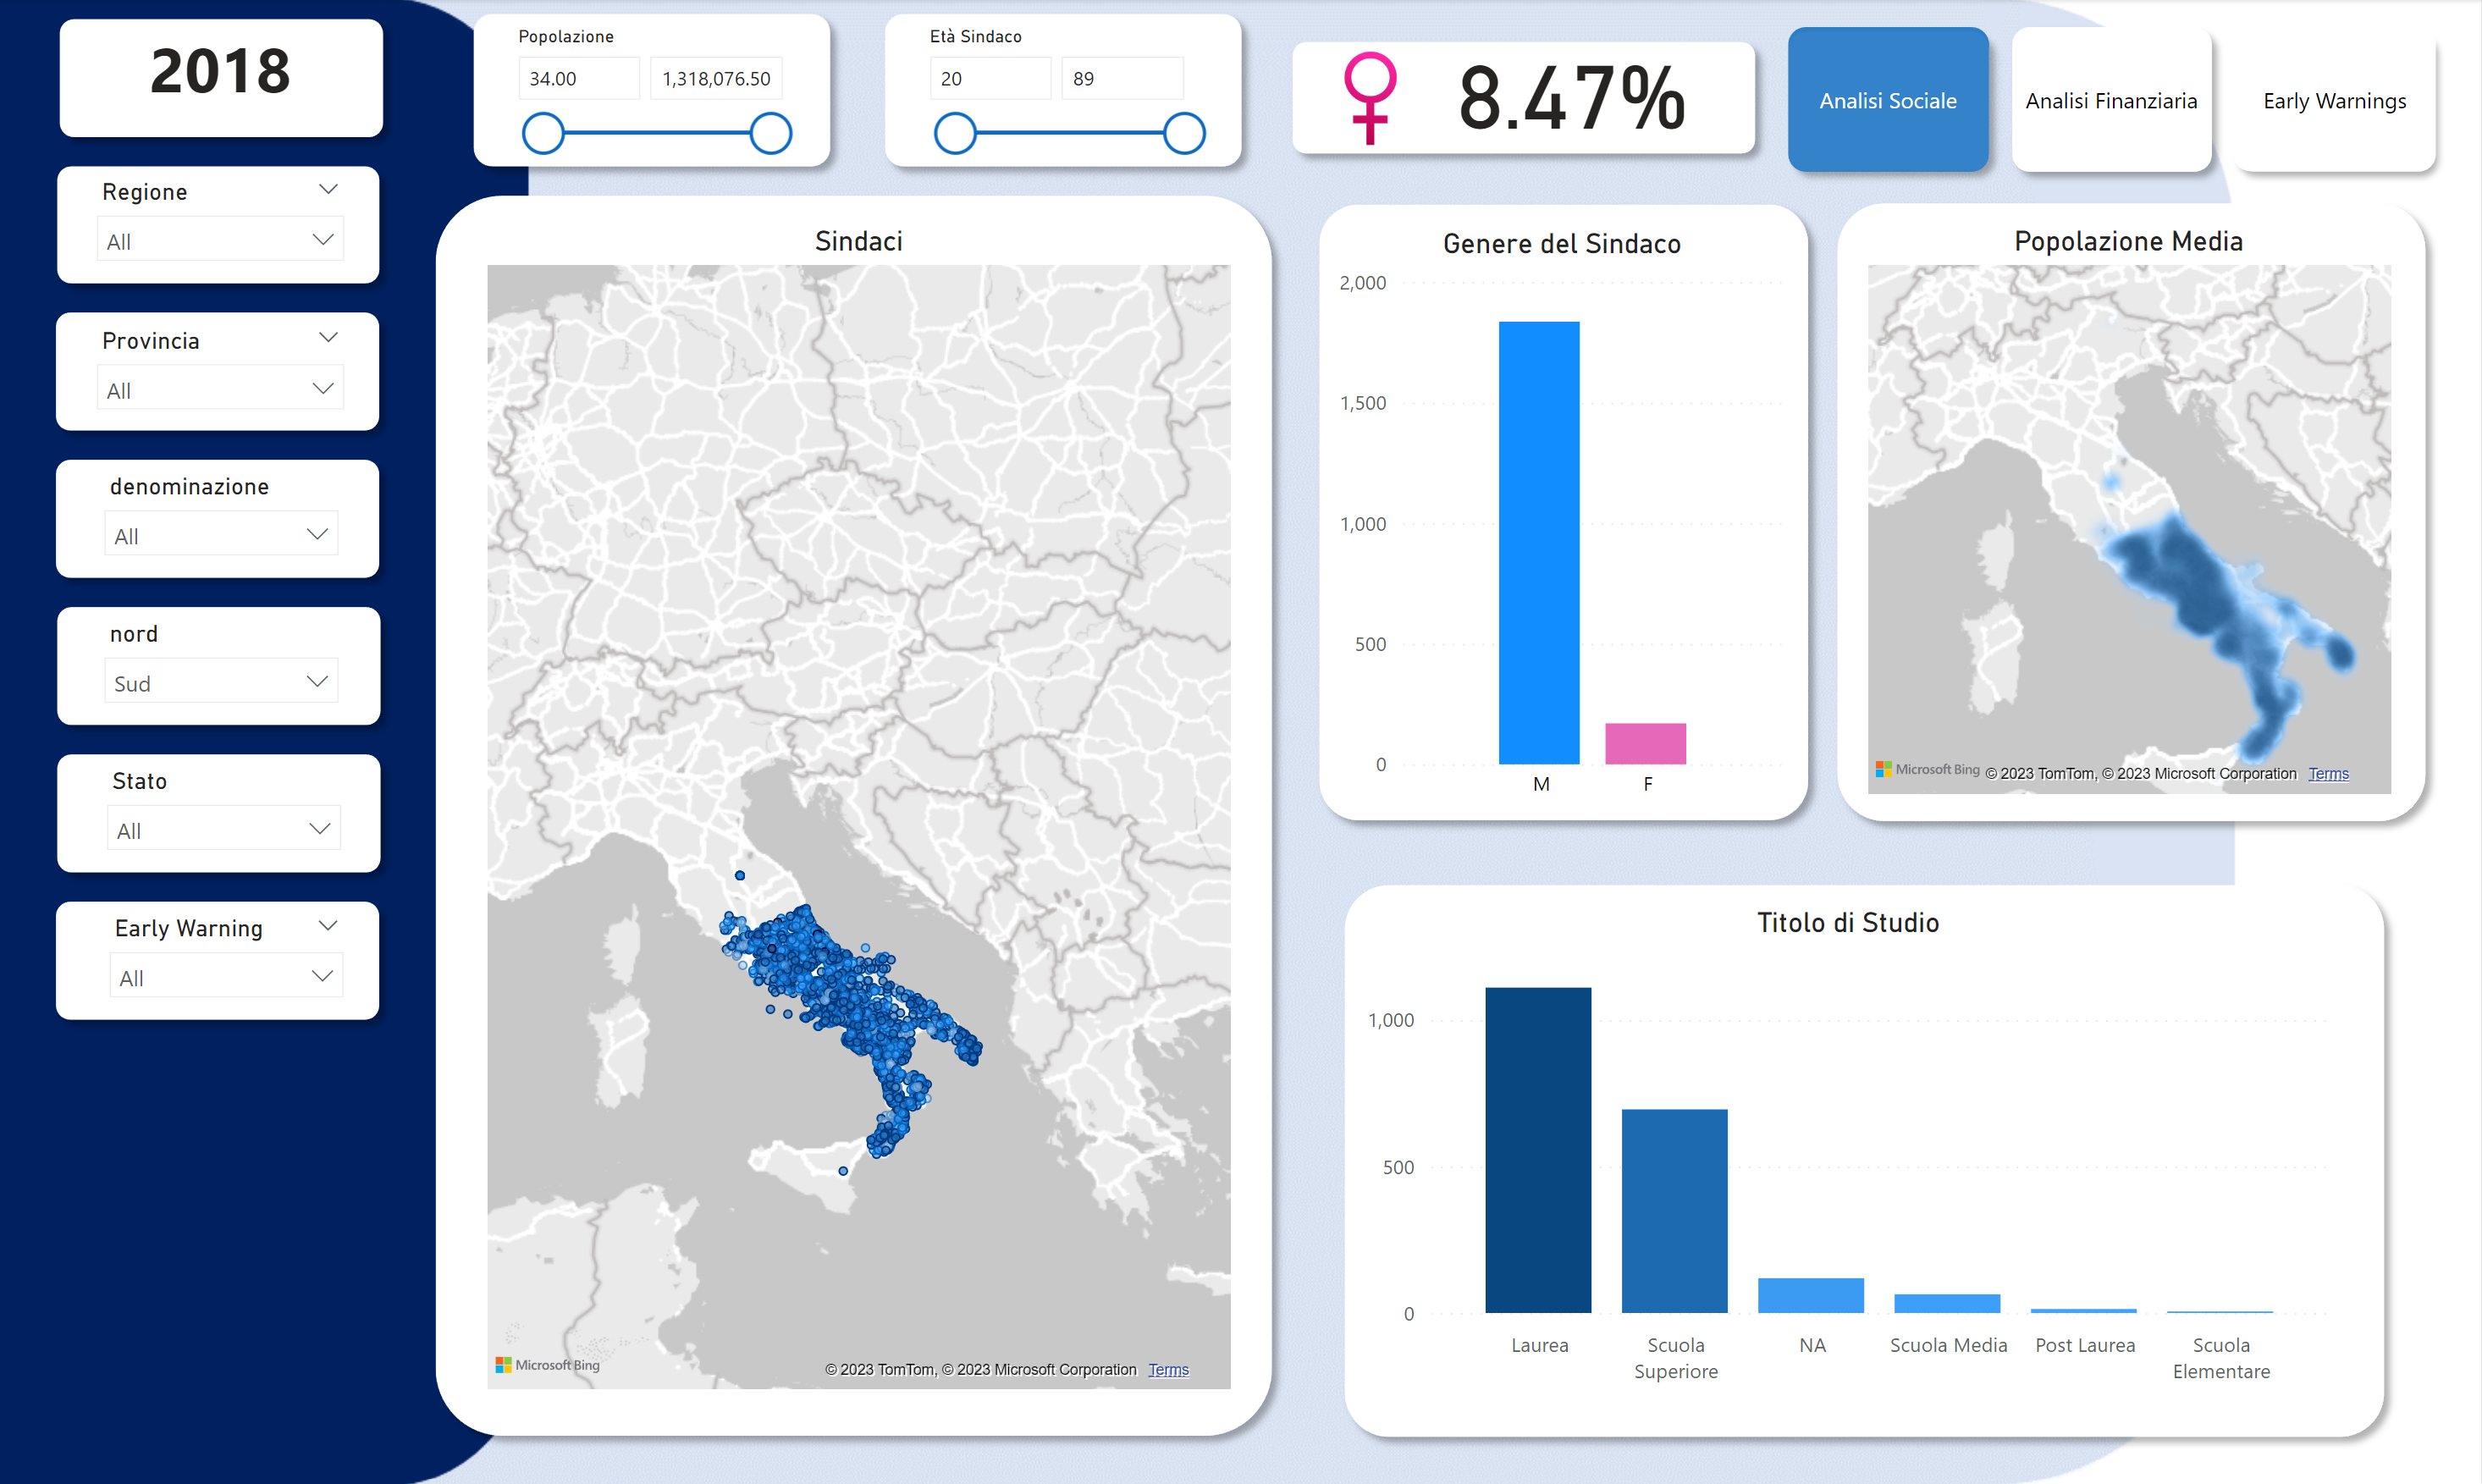 2018
Popolazione
34.00
1,318,076.50
Età Sindaco
20
89
8.47%
Analisi Sociale
Analisi Finanziaria
Early Warnings
Regione
All
Provincia
All
denominazione
All
nord
Sud
Stato
All
Early Warning
All
Sindaci
Microsoft Bing
© 2023 TomTom, © 2023 Microsoft Corporation Terms
Genere del Sindaco
2,000
1,500
1,000
500
0
M
F
Popolazione Media
Microsoft Bing © 2023 TomTom, © 2023 Microsoft Corporation Terms
Titolo di Studio
1,000
500
0
Laurea
Scuola
Superiore
NA
Scuola Media
Post Laurea
Scuola
Elementare